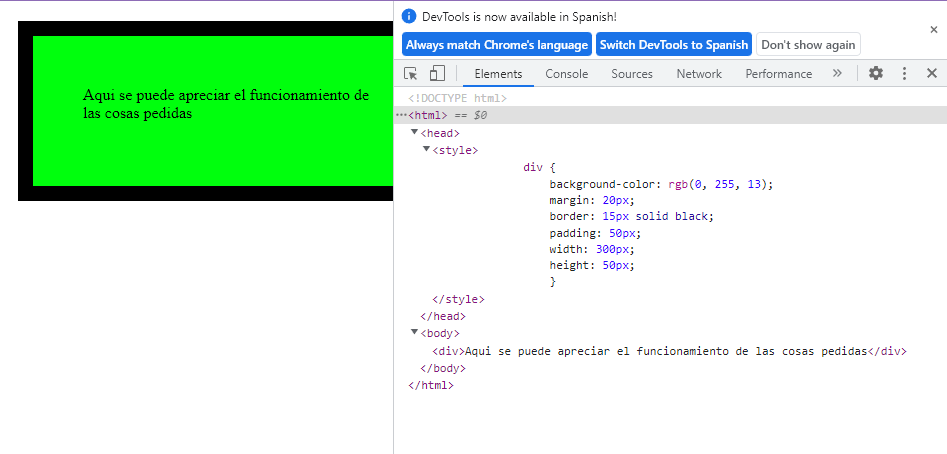 Aqui se puede apreciar el funcionamiento de
las cosas pedidas
DevTools is now available in Spanish!
Always match Chrome's language Switch DevTools to Spanish Don't show again
Elements Console Sources Network Performance
<!DOCTYPE html>
<html> == $0
<head>
<style>
div {
background-color: rgb(0, 255, 13);
margin: 20px;
border: 15px solid black;
padding: 50px;
width: 300px;
height: 50px;
}
</style>
</head>
<body>
<div>Aqui se puede apreciar el funcionamiento de las cosas pedidas</div>
</body>
</html>